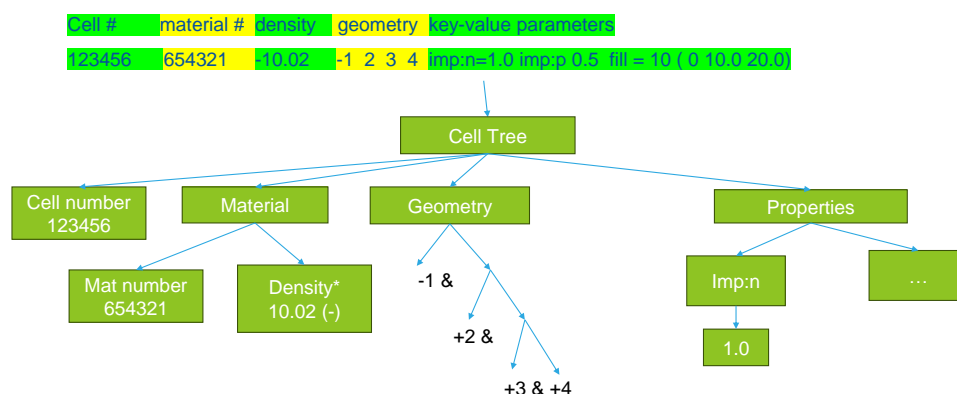 Cell # material # density geometry key-value parameters
123456 654321 -10.02 -1 2 3 4 imp:n=1.0 imp:p 0.5 fill = 10 ( 0 10.0 20.0)
Cell Tree
Cell number
123456
Material
Geometry
Properties
Mat number
654321
Density*
10.02 (-)
-1 &
Imp:n
…
+2 &
1.0
+3 & +4